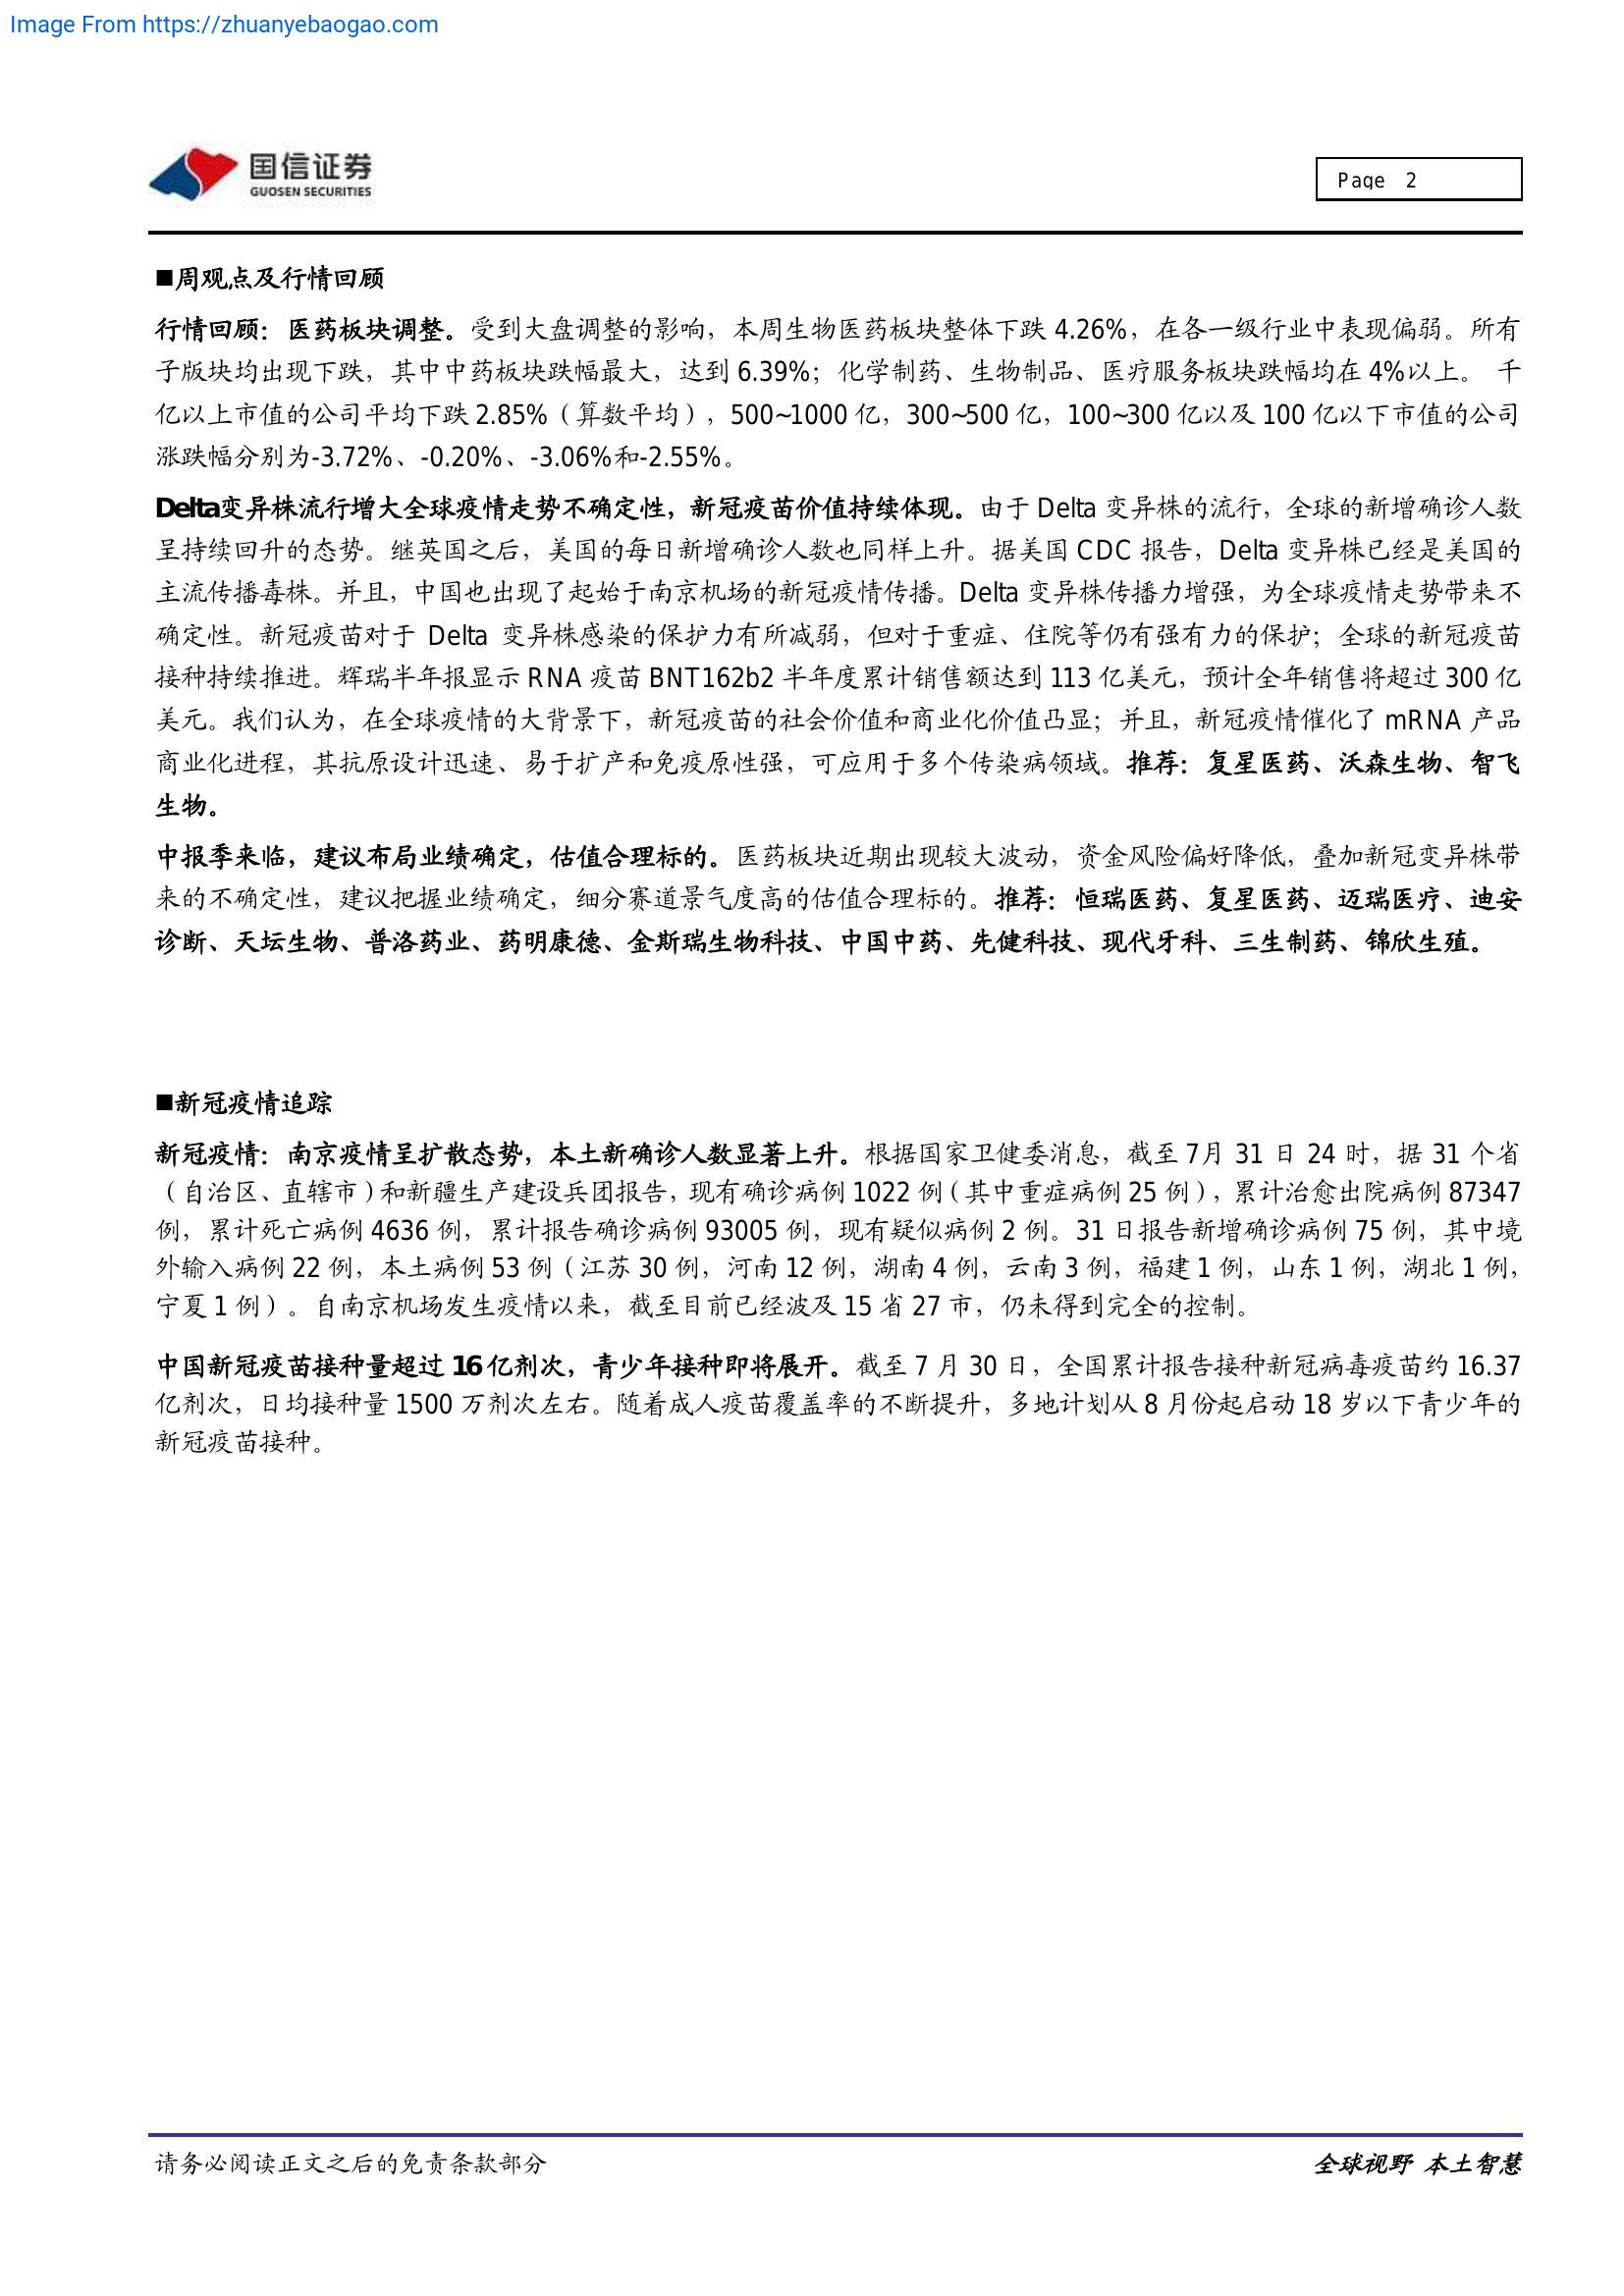 Image From https://zhuanyebaogao.com
国信证券
GUOSEN SECURITIES
Page 2
■周观点及行情回顾
行情回顾：医药板块调整。受到大盘调整的影响，本周生物医药板块整体下跌 4.26%，在各一级行业中表现偏弱。所有
子版块均出现下跌，其中中药板块跌幅最大，达到 6.39%；化学制药、生物制品、医疗服务板块跌幅均在 4%以上。 千
亿以上市值的公司平均下跌 2.85%（算数平均），500~1000 亿，300~500 亿，100~300 亿以及 100 亿以下市值的公司
涨跌幅分别为-3.72%、-0.20%、-3.06%和-2.55%。
Delta变异株流行增大全球疫情走势不确定性，新冠疫苗价值持续体现。由于 Delta 变异株的流行，全球的新增确诊人数
呈持续回升的态势。继英国之后，美国的每日新增确诊人数也同样上升。据美国 CDC 报告，Delta 变异株已经是美国的
主流传播毒株。并且，中国也出现了起始于南京机场的新冠疫情传播。Delta 变异株传播力增强，为全球疫情走势带来不
确定性。新冠疫苗对于 Delta 变异株感染的保护力有所减弱，但对于重症、住院等仍有强有力的保护；全球的新冠疫苗
接种持续推进。辉瑞半年报显示 RNA 疫苗 BNT162b2 半年度累计销售额达到 113 亿美元，预计全年销售将超过 300 亿
美元。我们认为，在全球疫情的大背景下，新冠疫苗的社会价值和商业化价值凸显；并且，新冠疫情催化了 mRNA 产品
商业化进程，其抗原设计迅速、易于扩产和免疫原性强，可应用于多个传染病领域。推荐：复星医药、沃森生物、智飞
生物。
中报季来临，建议布局业绩确定，估值合理标的。医药板块近期出现较大波动，资金风险偏好降低，叠加新冠变异株带
来的不确定性，建议把握业绩确定，细分赛道景气度高的估值合理标的。推荐：恒瑞医药、复星医药、迈瑞医疗、迪安
诊断、天坛生物、普洛药业、药明康德、金斯瑞生物科技、中国中药、先健科技、现代牙科、三生制药、锦欣生殖。
■新冠疫情追踪
新冠疫情：南京疫情呈扩散态势，本土新确诊人数显著上升。根据国家卫健委消息，截至 7月 31 日 24 时，据 31 个省
（自治区、直辖市）和新疆生产建设兵团报告，现有确诊病例 1022 例（其中重症病例 25 例），累计治愈出院病例 87347
例，累计死亡病例 4636 例，累计报告确诊病例 93005 例，现有疑似病例 2 例。31 日报告新增确诊病例 75 例，其中境
外输入病例 22 例，本土病例 53 例（江苏 30 例，河南 12 例，湖南 4 例，云南 3 例，福建 1 例，山东 1 例，湖北 1 例，
宁夏 1 例）。自南京机场发生疫情以来，截至目前已经波及 15 省 27 市，仍未得到完全的控制。
中国新冠疫苗接种量超过 16 亿剂次，青少年接种即将展开。截至 7 月 30 日，全国累计报告接种新冠病毒疫苗约 16.37
亿剂次，日均接种量 1500 万剂次左右。随着成人疫苗覆盖率的不断提升，多地计划从 8 月份起启动 18 岁以下青少年的
新冠疫苗接种。
请务必阅读正文之后的免责条款部分
全球视野 本土智慧